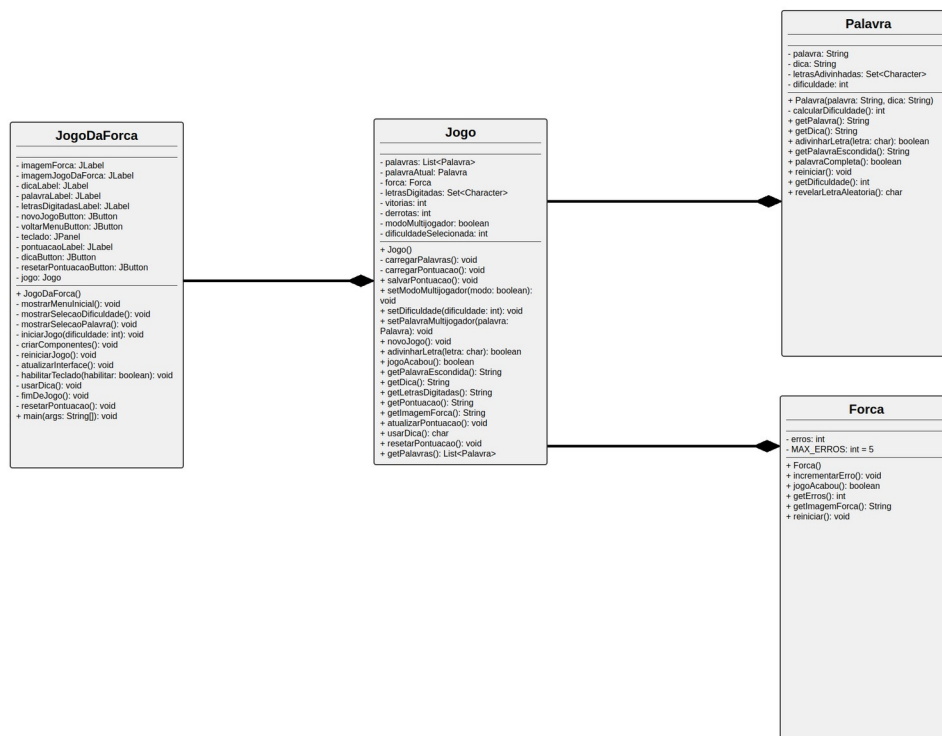 JogoDaForca
- imagemForca: JLabel
- imagemJogoDaForca: JLabel
- dicaLabel: JLabel
- palavraLabel: JLabel
- letrasDigitadasLabel: JLabel
- novoJogoButton: JButton
- voltarMenuButton: JButton
- teclado: JPanel
- pontuacaoLabel: JLabel
- dicaButton: JButton
- resetarPontuacaoButton: JButton
- jogo: Jogo
+ JogoDaForca()
- mostrarMenuInicial(): void
- mostrarSelecaoDificuldade(): void
- mostrarSelecaoPalavra(): void
- iniciarJogo(dificuldade: int): void
- criarComponentes(): void
- reiniciarJogo(): void
- atualizarInterface(): void
- habilitarTeclado(habilitar: boolean): void
- usarDica(): void
- fimDeJogo(): void
- resetarPontuacao(): void
+ main(args: String[]): void
Jogo
- palavras: List<Palavra>
- palavraAtual: Palavra
- forca: Forca
- letrasDigitadas: Set<Character>
- vitorias: int
- derrotas: int
- modoMultijogador: boolean
- dificuldadeSelecionada: int
+ Jogo()
- carregarPalavras(): void
- carregarPontuacao(): void
+ salvarPontuacao(): void
+ setModoMultijogador(modo: boolean):
void
+ setDificuldade(dificuldade: int): void
+ setPalavraMultijogador(palavra:
Palavra): void
+ novoJogo(): void
+ adivinharLetra(letra: char): boolean
+ jogoAcabou(): boolean
+ getPalavraEscondida(): String
+ getDica(): String
+ getLetrasDigitadas(): String
+ getPontuacao(): String
+ getImagemForca(): String
+ atualizarPontuacao(): void
+ usarDica(): char
+ resetarPontuacao(): void
+ getPalavras(): List<Palavra>
Palavra
- palavra: String
- dica: String
- letrasAdivinhadas: Set<Character>
- dificuldade: int
+ Palavra(palavra: String, dica: String)
- calcularDificuldade(): int
+ getPalavra(): String
+ getDica(): String
+ adivinharLetra(letra: char): boolean
+ getPalavraEscondida(): String
+ palavraCompleta(): boolean
+ reiniciar(): void
+ getDificuldade(): int
+ revelarLetraAleatoria(): char
Forca
- erros: int
- MAX_ERROS: int = 5
+ Forca()
+ incrementarErro(): void
+ jogoAcabou(): boolean
+ getErros(): int
+ getImagemForca(): String
+ reiniciar(): void